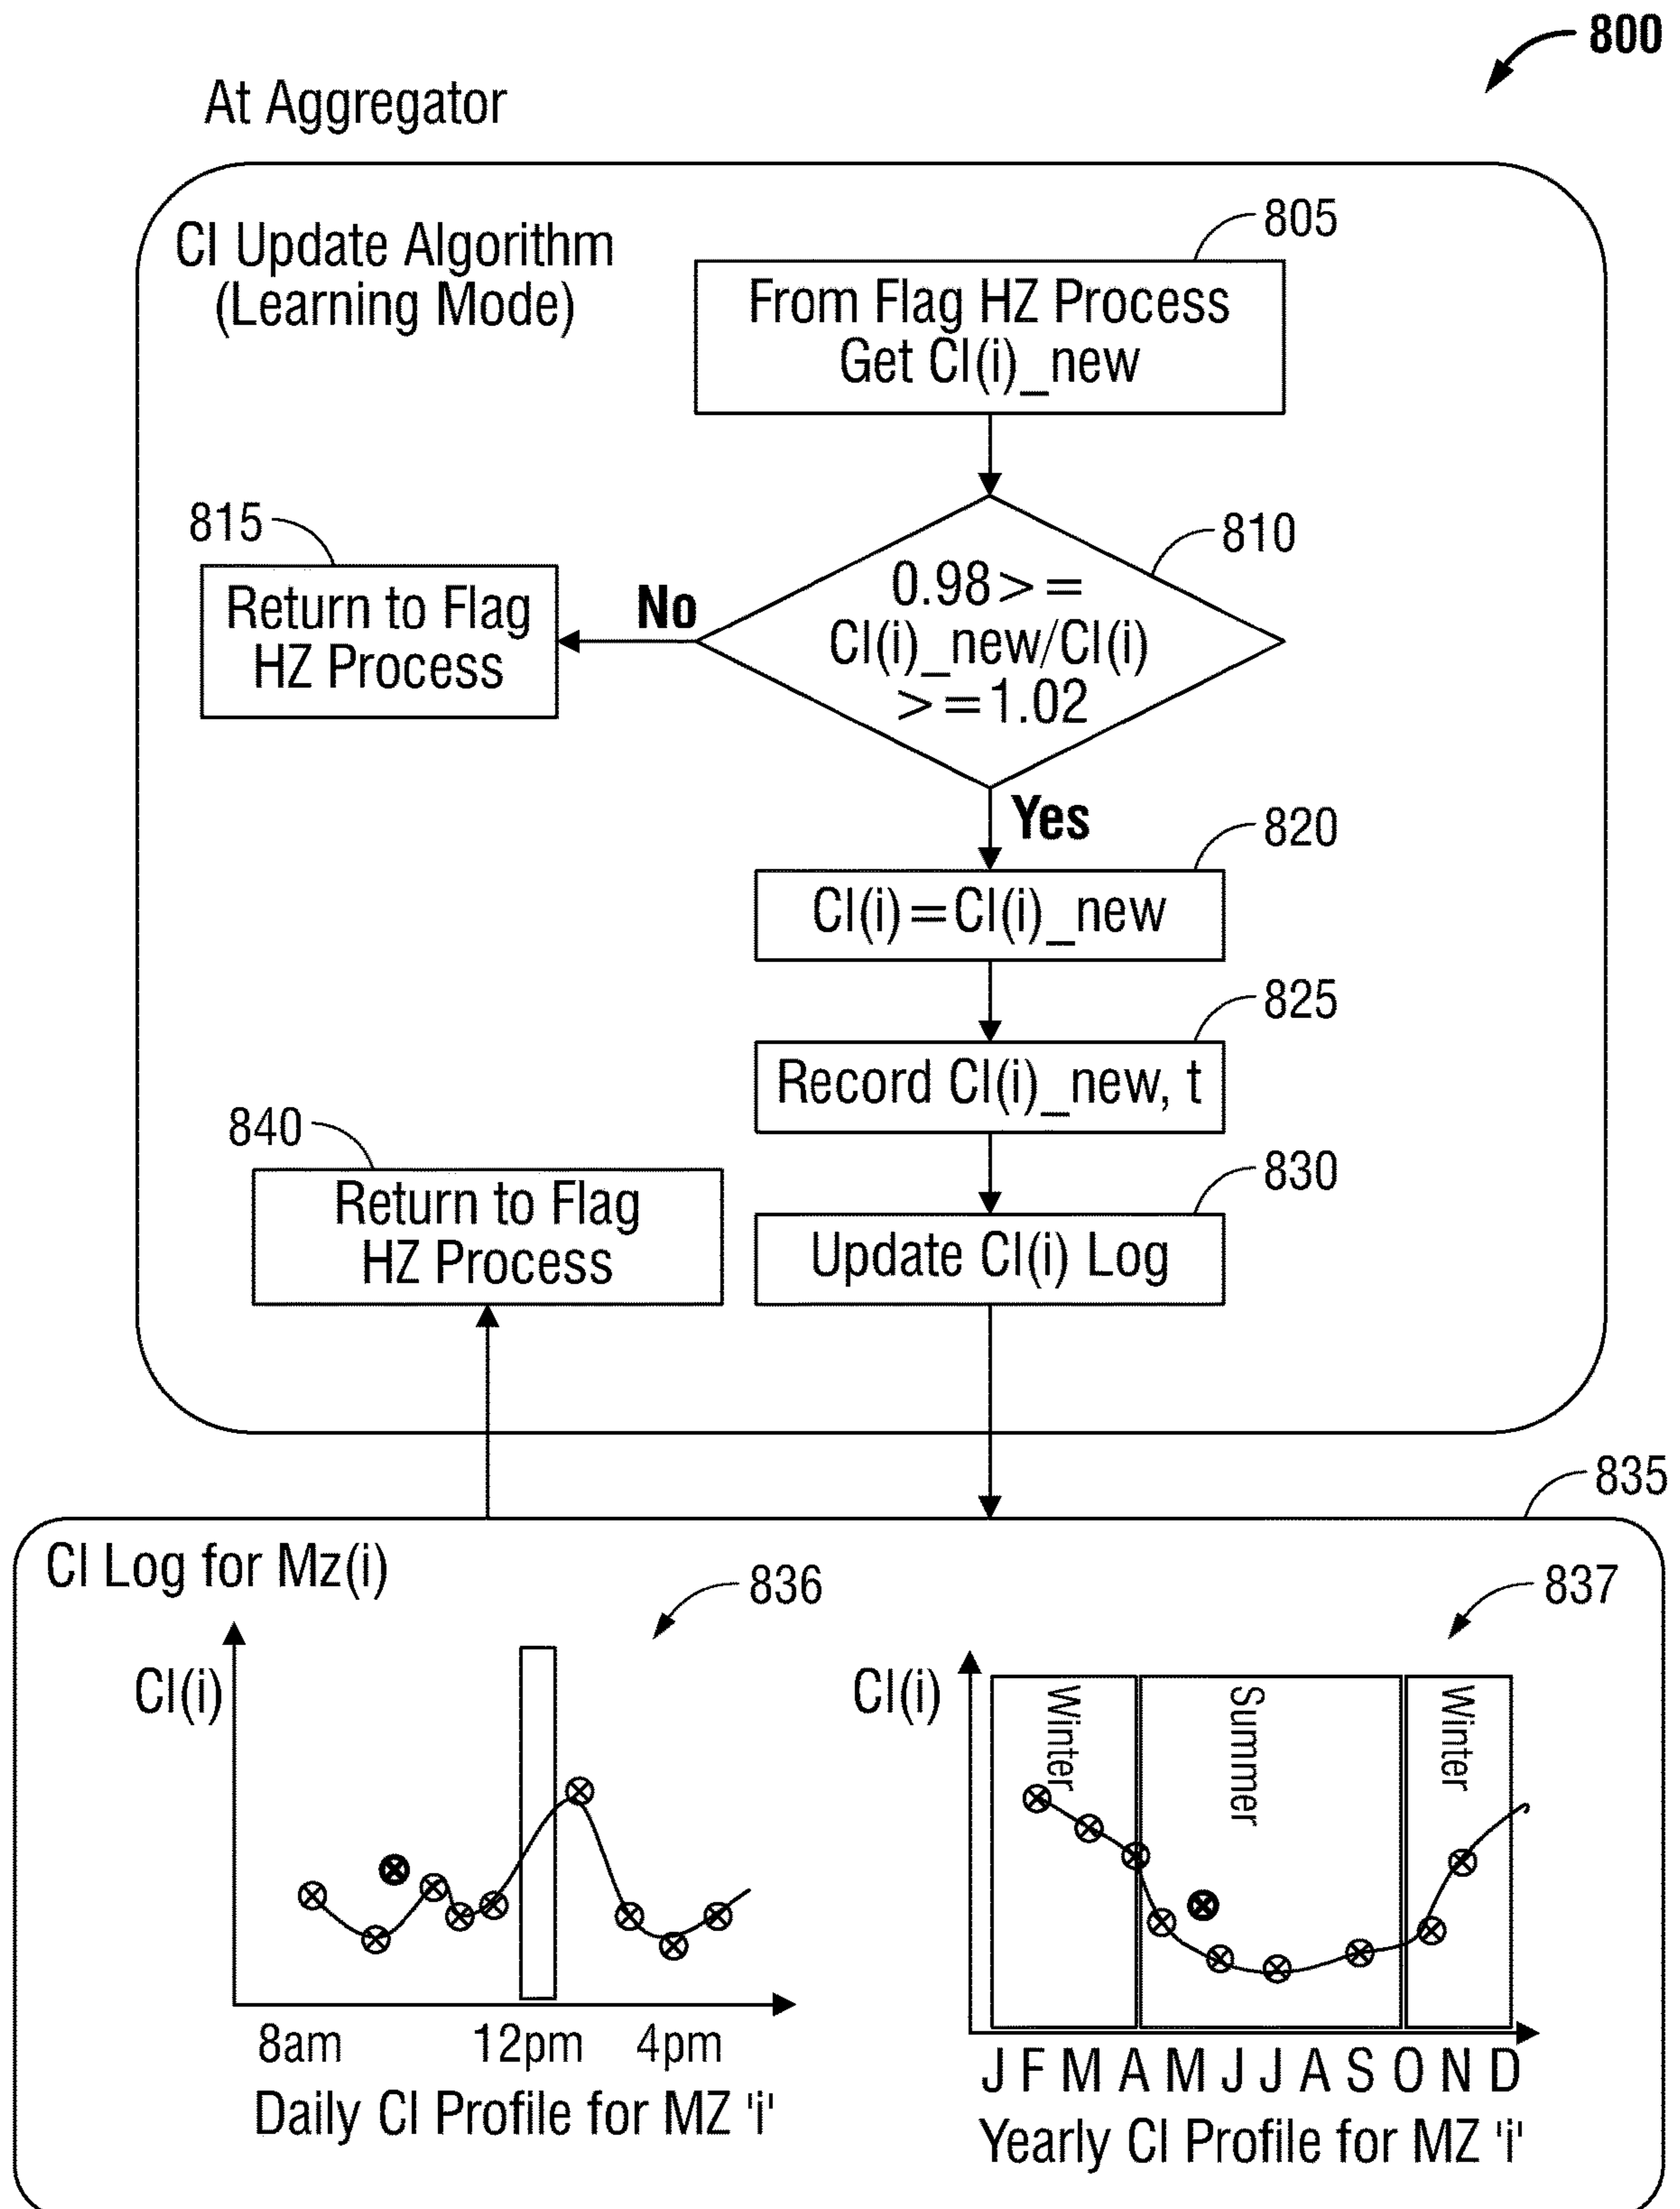 800
At Aggregator
CI Update Algorithm
(Learning Mode)
805
From Flag HZ Process
Get CI(i)_new
810
0.98>=
CI(i)_new/CI(i)
>=1.02
815
No
Return to Flag
HZ Process
Yes
820
CI(i)=CI(i)_new
825
Record CI(i)_new, t
840
Return to Flag
HZ Process
830
Update CI(i) Log
835
CI Log for Mz(i)
836
CI(i)
8am 12pm 4pm
Daily CI Profile for MZ 'i'
837
CI(i)
Winter
Summer
Winter
J F M A M J J A S O N D
Yearly CI Profile for MZ 'i'